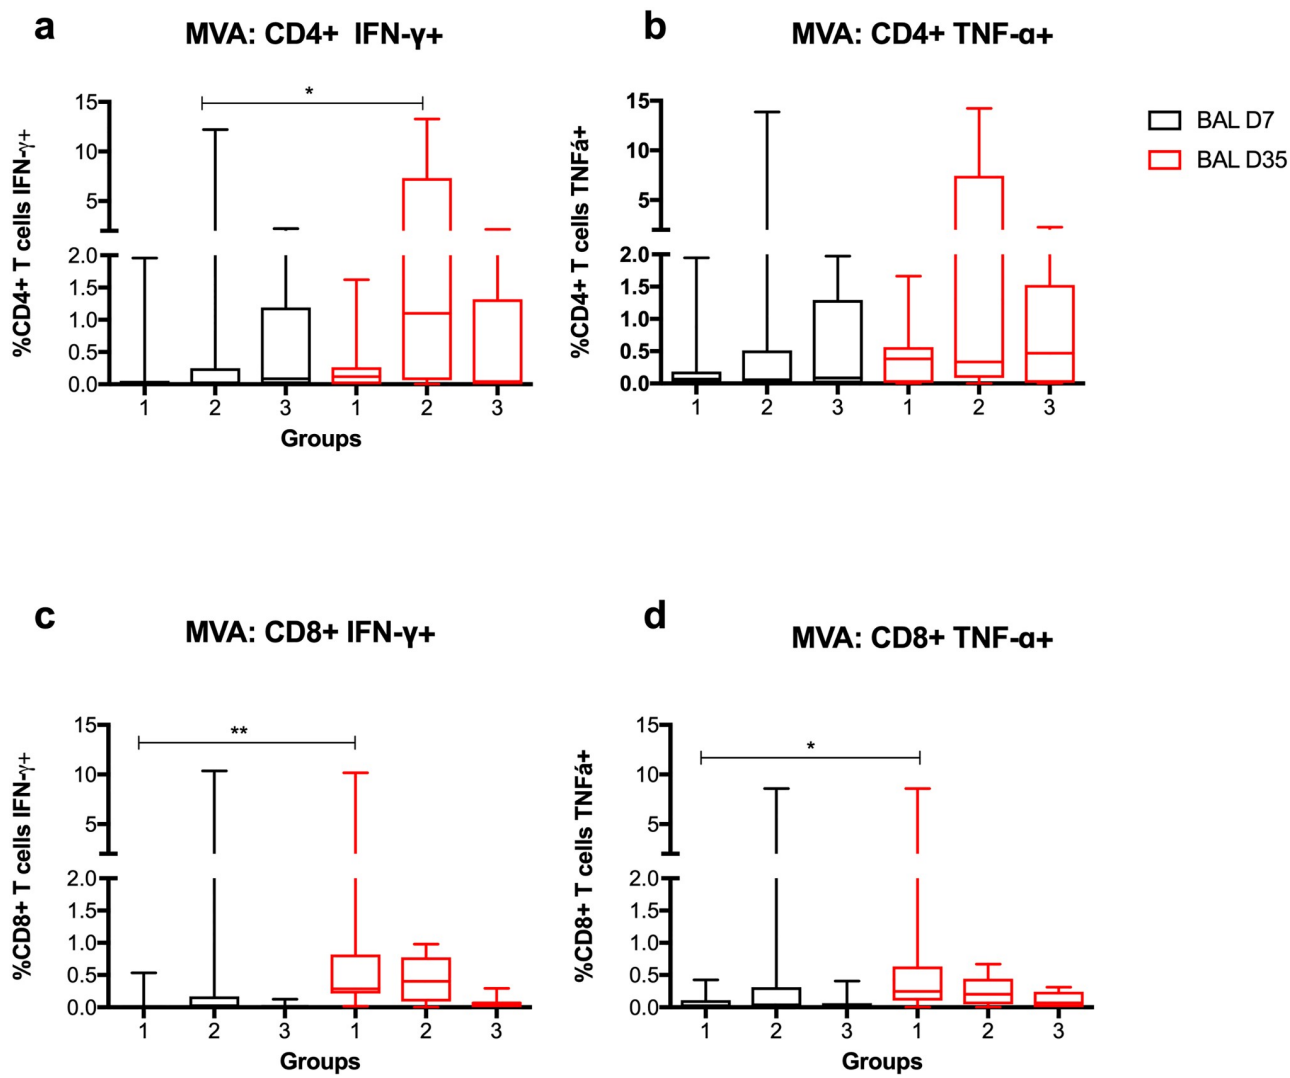 a
MVA: CD4+ IFN-γ+
%CD4+ T cells IFN-γ+
15
10
5
2.0
1.5
1.0
0.5
0.0
*
1 2 3 1 2 3
Groups
b
MVA: CD4+ TNF-α+
%CD4+ T cells TNFá+
15
10
5
2.0
1.5
1.0
0.5
0.0
1 2 3 1 2 3
BAL D7
BAL D35
c
MVA: CD8+ IFN-γ+
%CD8+ T cells IFN-γ+
15
10
5
2.0
1.5
1.0
0.5
0.0
**
1 2 3 1 2 3
Groups
d
MVA: CD8+ TNF-α+
%CD8+ T cells TNFá+
15
10
5
2.0
1.5
1.0
0.5
0.0
*
1 2 3 1 2 3
Groups